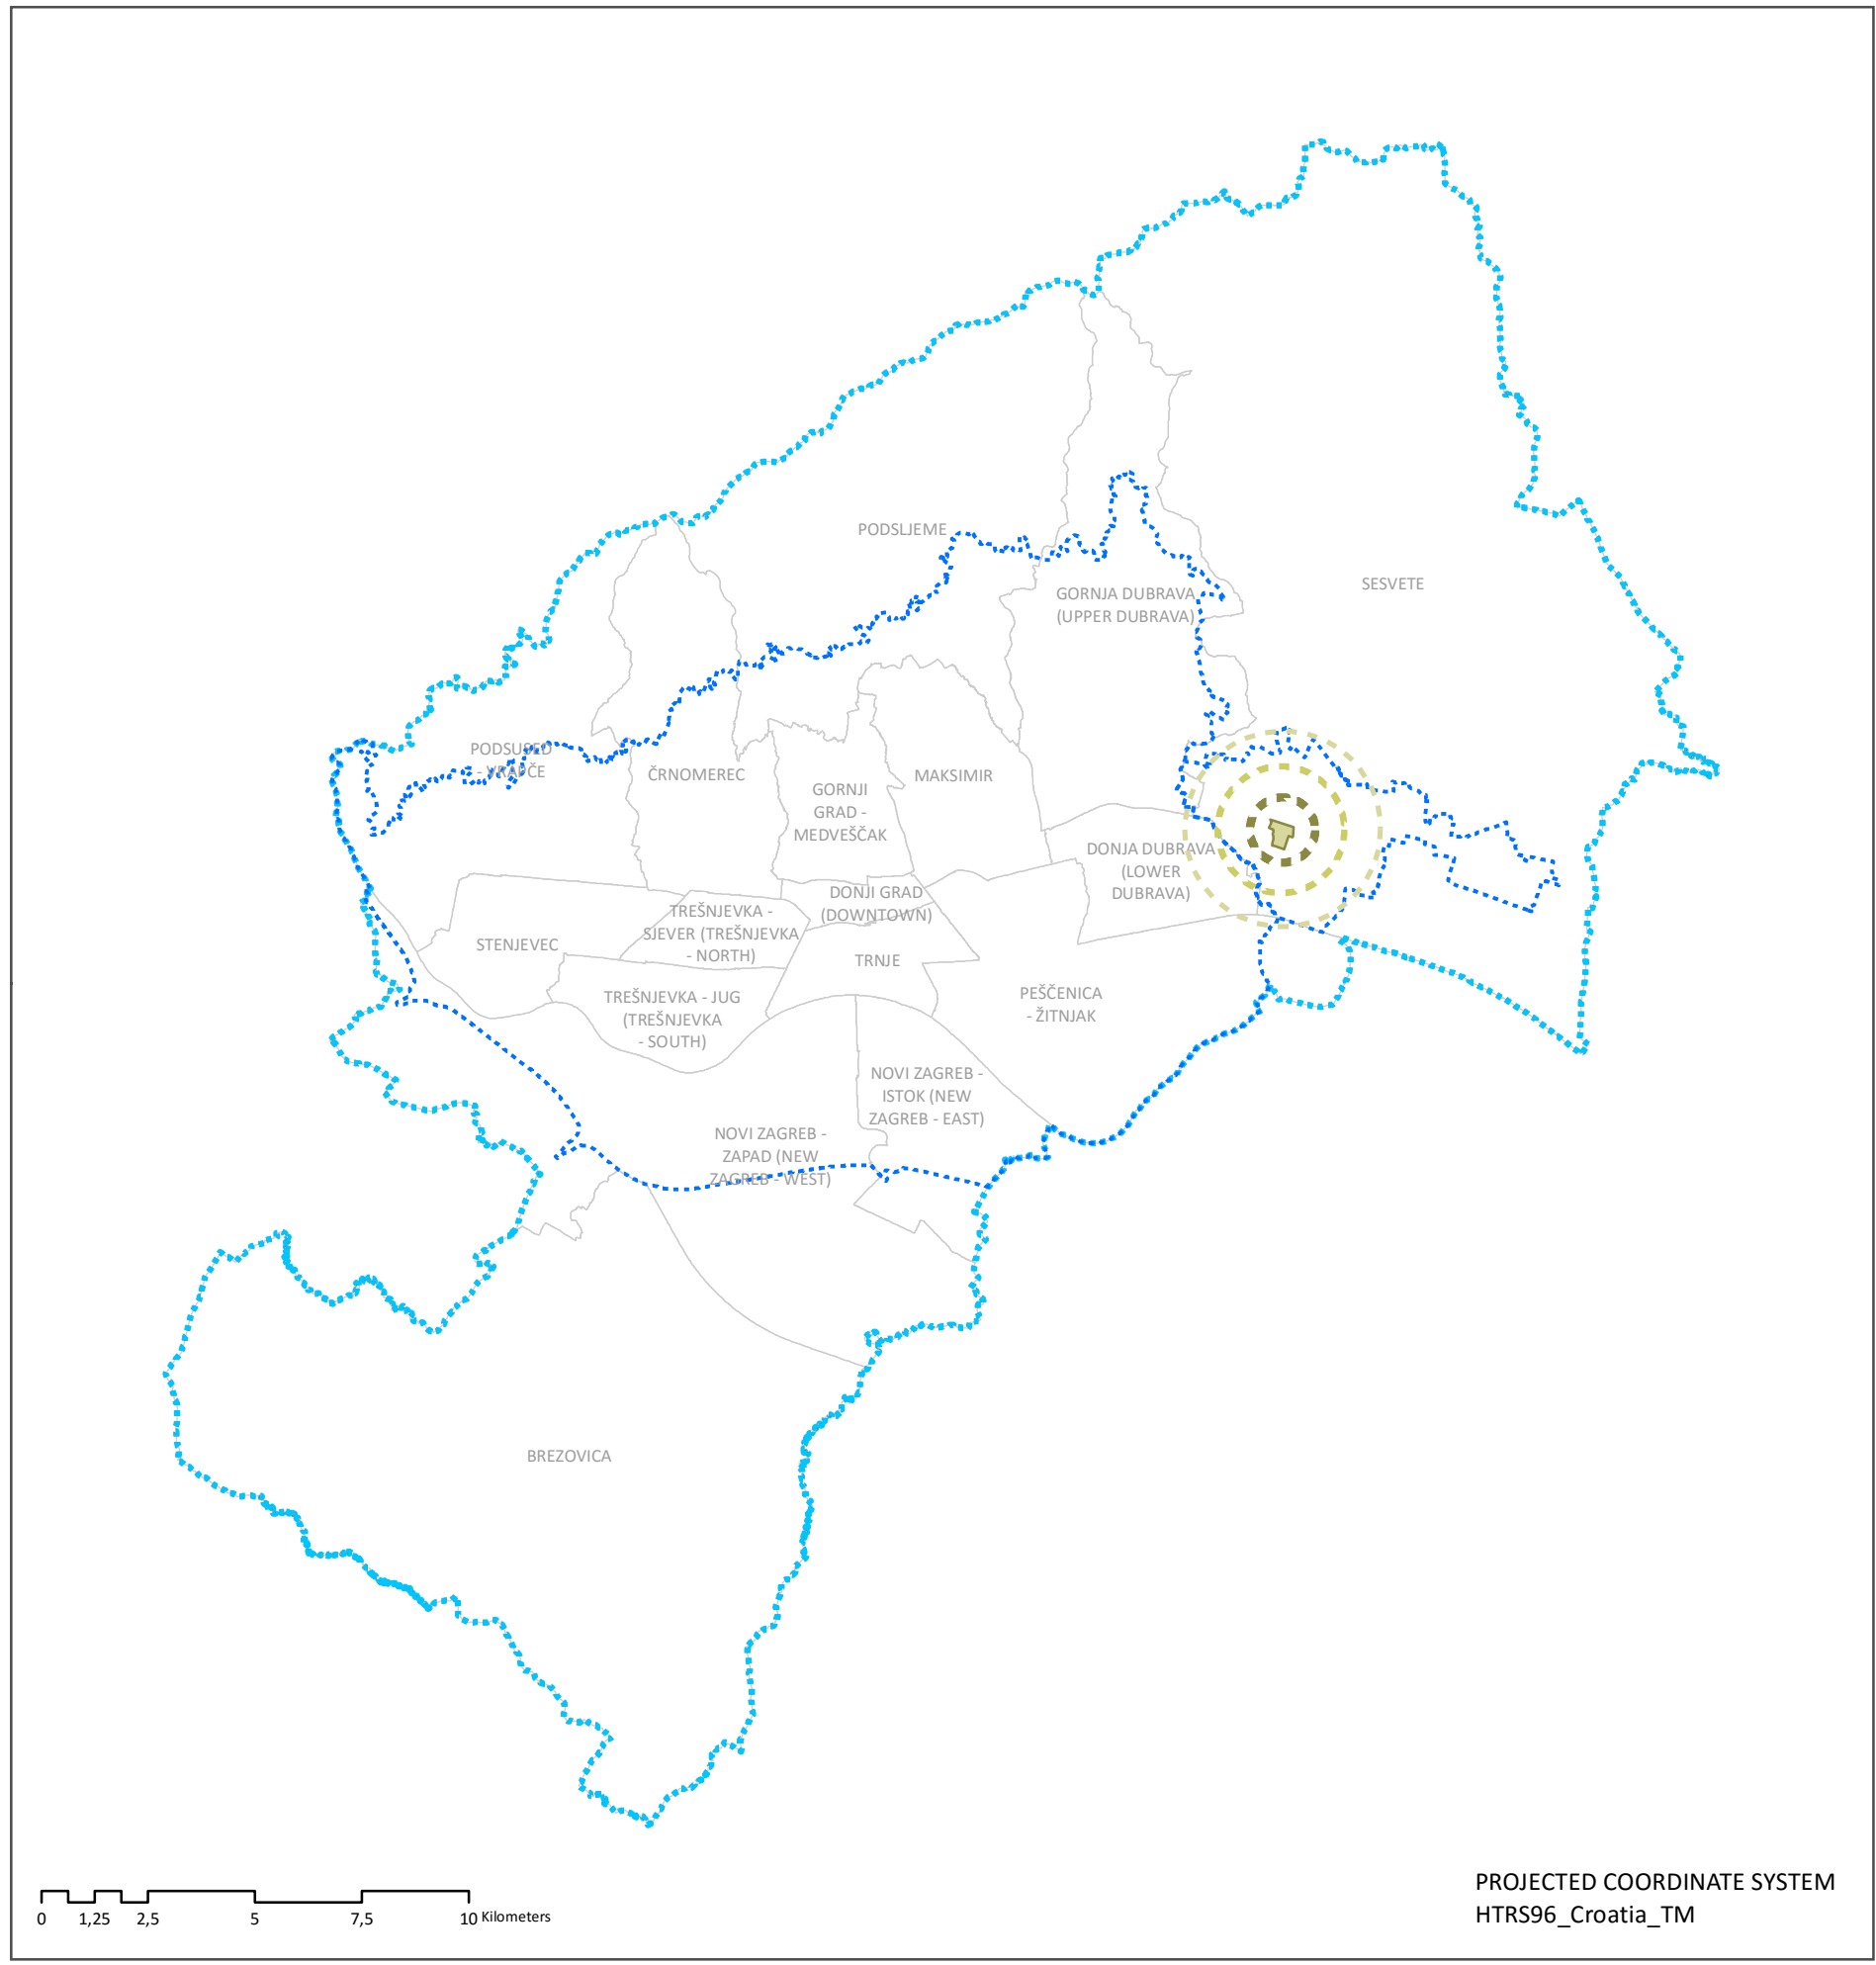 PODSLJEME
SESVETE
GORNJA DUBRAVA
(UPPER DUBRAVA)
PODSUSED
- VRAPČE
ČRNOMEREC
MAKSIMIR
GORNJI
GRAD -
MEDVEŠČAK
DONJA DUBRAVA
(LOWER
DUBRAVA)
DONJI GRAD
(DOWNTOWN)
TREŠNJEVKA -
SJEVER (TREŠNJEVKA
- NORTH)
STENJEVEC
TRNJE
TREŠNJEVKA - JUG
(TREŠNJEVKA
- SOUTH)
PEŠČENICA
- ŽITNJAK
NOVI ZAGREB -
ISTOK (NEW
ZAGREB - EAST)
NOVI ZAGREB -
ZAPAD (NEW
ZAGREB - WEST)
BREZOVICA
PROJECTED COORDINATE SYSTEM
HTRS96_Croatia_TM
0 1,25 2,5 5 7,5 10 Kilometers